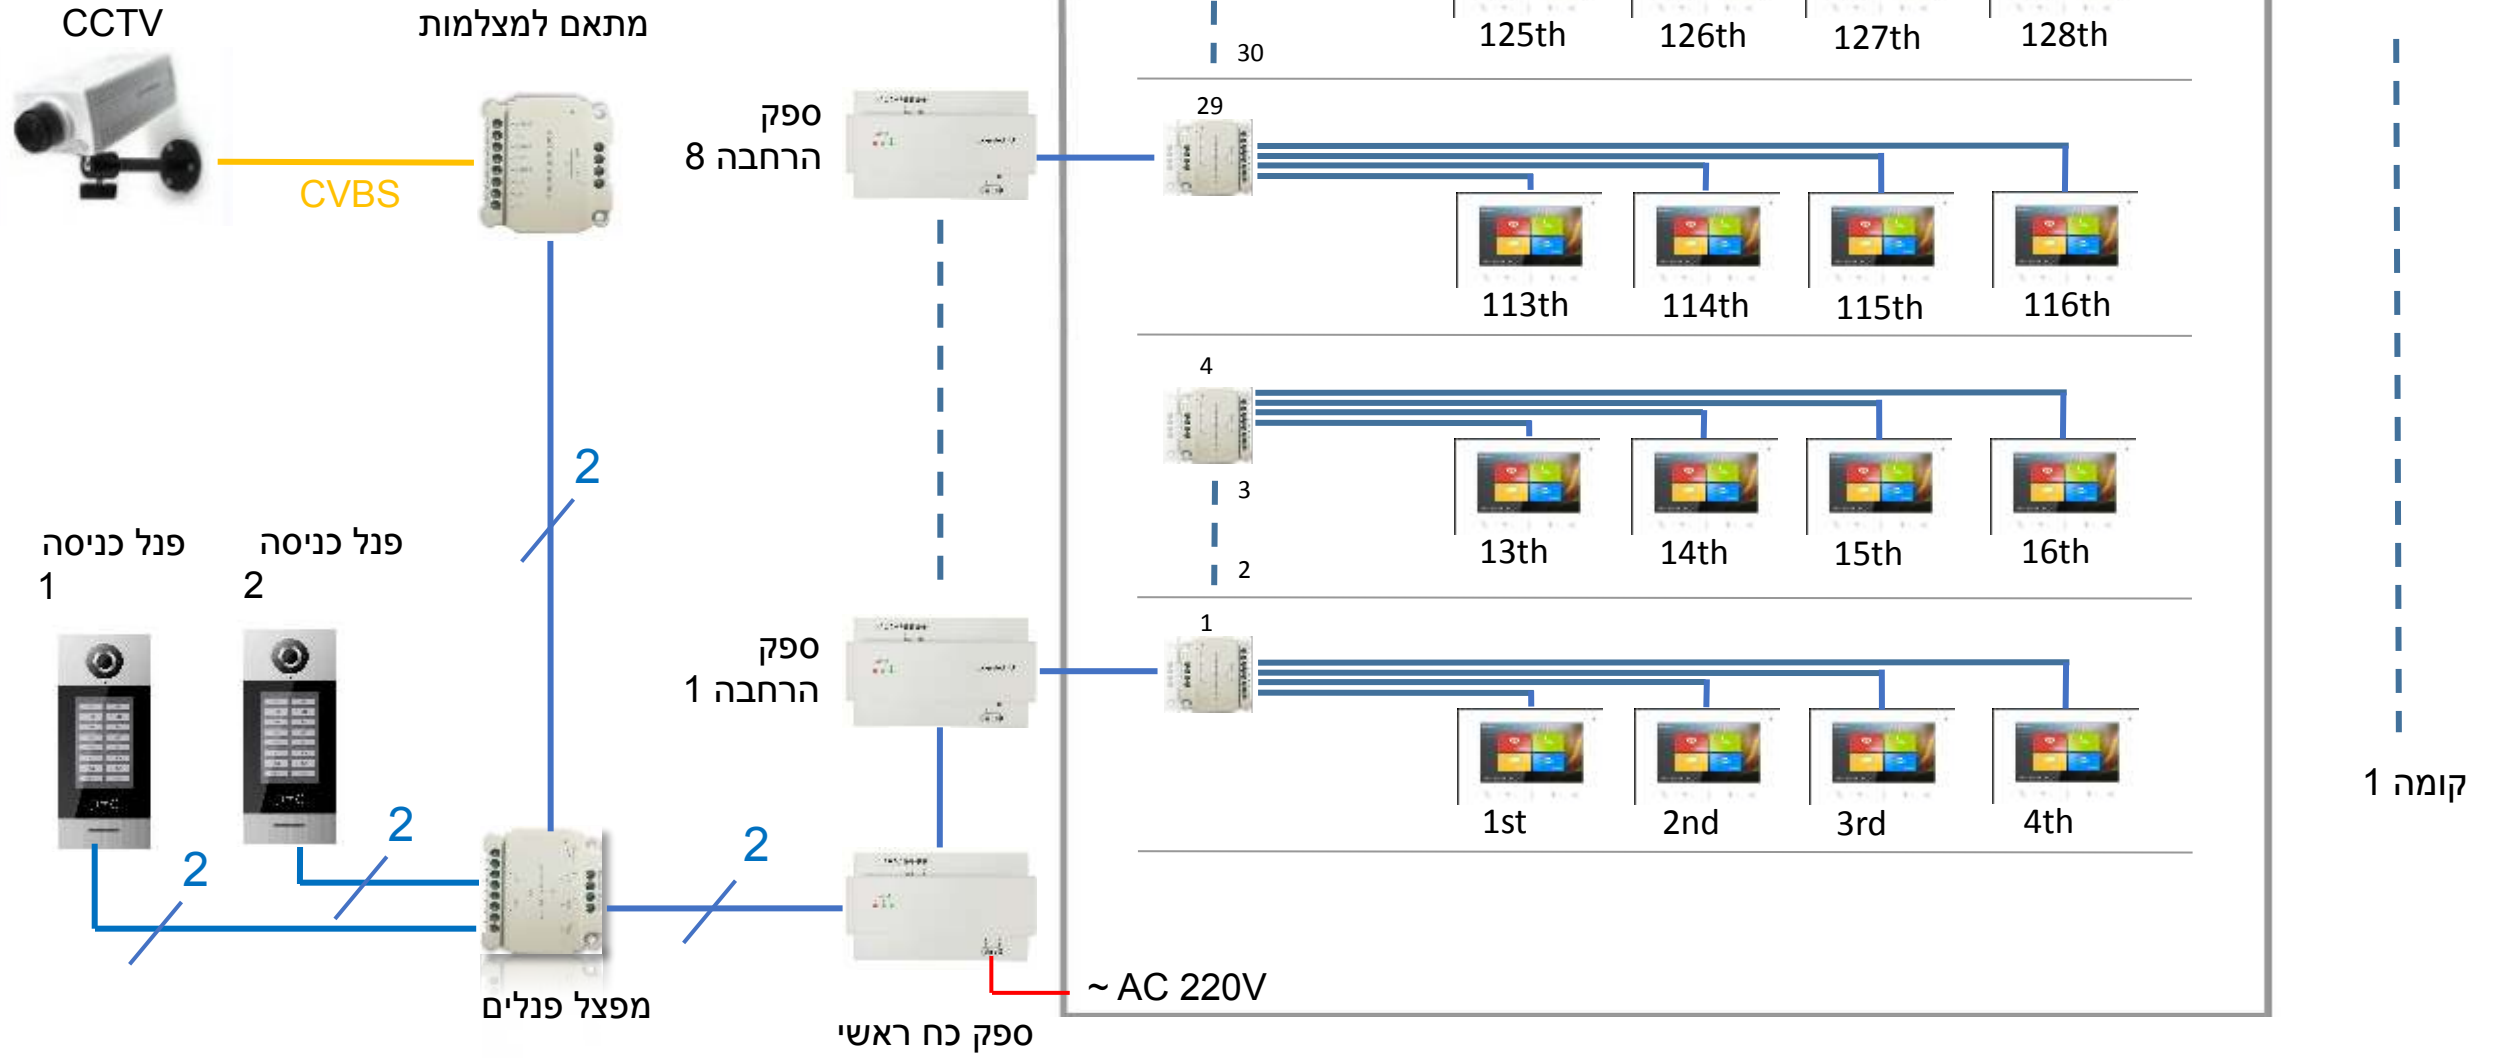 CCTV
מתאם למצלמות
125th
126th
127th
128th
30
29
ספק
הרחבה 8
CVBS
113th
114th
115th
116th
4
2
3
13th
14th
15th
16th
2
פנל כניסה
1
פנל כניסה
2
1
ספק
הרחבה 1
קומה 1
1st
2nd
3rd
4th
2
2
2
~ AC 220V
מפצל פנלים
ספק כח ראשי